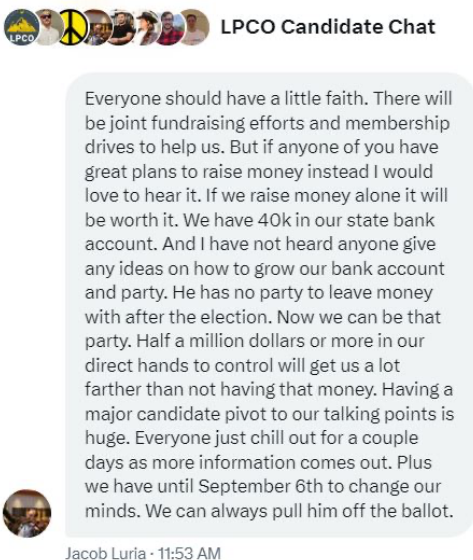 LPCO
LPCO Candidate Chat
Everyone should have a little faith. There will
be joint fundraising efforts and membership
drives to help us. But if anyone of you have
great plans to raise money instead I would
love to hear it. If we raise money alone it will
be worth it. We have 40k in our state bank
account. And I have not heard anyone give
any ideas on how to grow our bank account
and party. He has no party to leave money
with after the election. Now we can be that
party. Half a million dollars or more in our
direct hands to control will get us a lot
farther than not having that money. Having a
major candidate pivot to our talking points is
huge. Everyone just chill out for a couple
days as more information comes out. Plus
we have until September 6th to change our
minds. We can always pull him off the ballot.
Jacob Luria · 11:53 AM